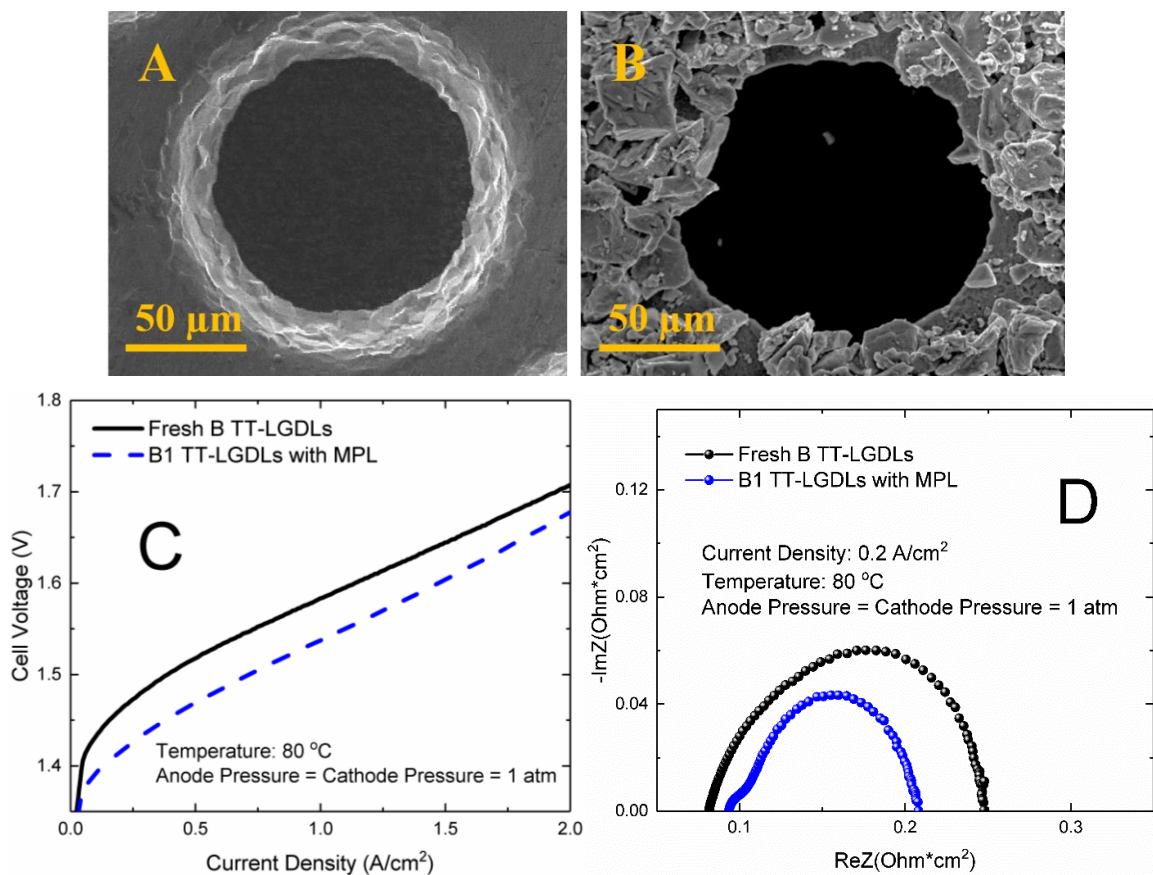 A
50 µm
B
50 µm
1.8
1.7
1.6
1.5
1.4
Cell Voltage (V)
Fresh B TT-LGDLs
B1 TT-LGDLs with MPL
C
Temperature: 80 °C
Anode Pressure = Cathode Pressure = 1 atm
0.0 0.5 1.0 1.5 2.0
Current Density (A/cm²)
0.12
0.08
0.04
0.00
-ImZ(Ohm*cm²)
Fresh B TT-LGDLs
B1 TT-LGDLs with MPL
D
Current Density: 0.2 A/cm²
Temperature: 80 °C
Anode Pressure = Cathode Pressure = 1 atm
0.1 0.2 0.3
ReZ(Ohm*cm²)